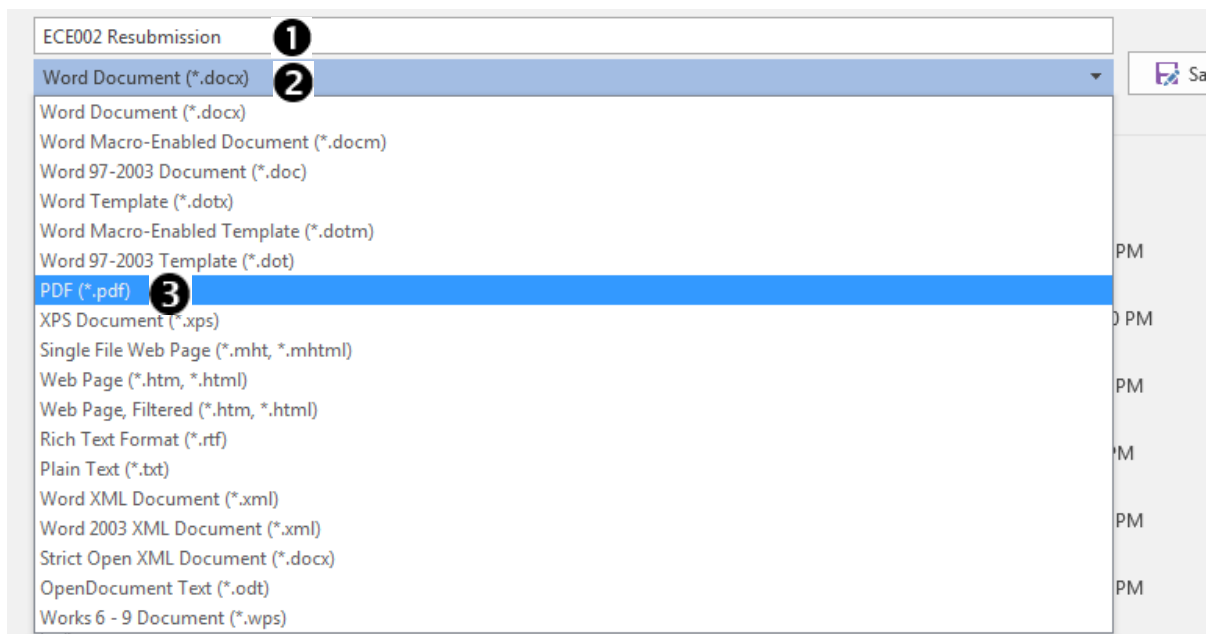 ECE002 Resubmission 1
Word Document (*.docx) 2
Sa
Word Document (*.docx)
Word Macro-Enabled Document (*.docm)
Word 97-2003 Document (*.doc)
Word Template (*.dotx)
Word Macro-Enabled Template (*.dotm)
PM
Word 97-2003 Template (*.dot)
PDF (*.pdf) 3
XPS Document (*.xps)
PM
Single File Web Page (*.mht, *.mhtml)
Web Page (*.htm, *.html)
PM
Web Page, Filtered (*.htm, *.html)
Rich Text Format (*.rtf)
PM
Plain Text (*.txt)
Word XML Document (*.xml)
Word 2003 XML Document (*.xml)
PM
Strict Open XML Document (*.docx)
OpenDocument Text (*.odt)
PM
Works 6 - 9 Document (*.wps)